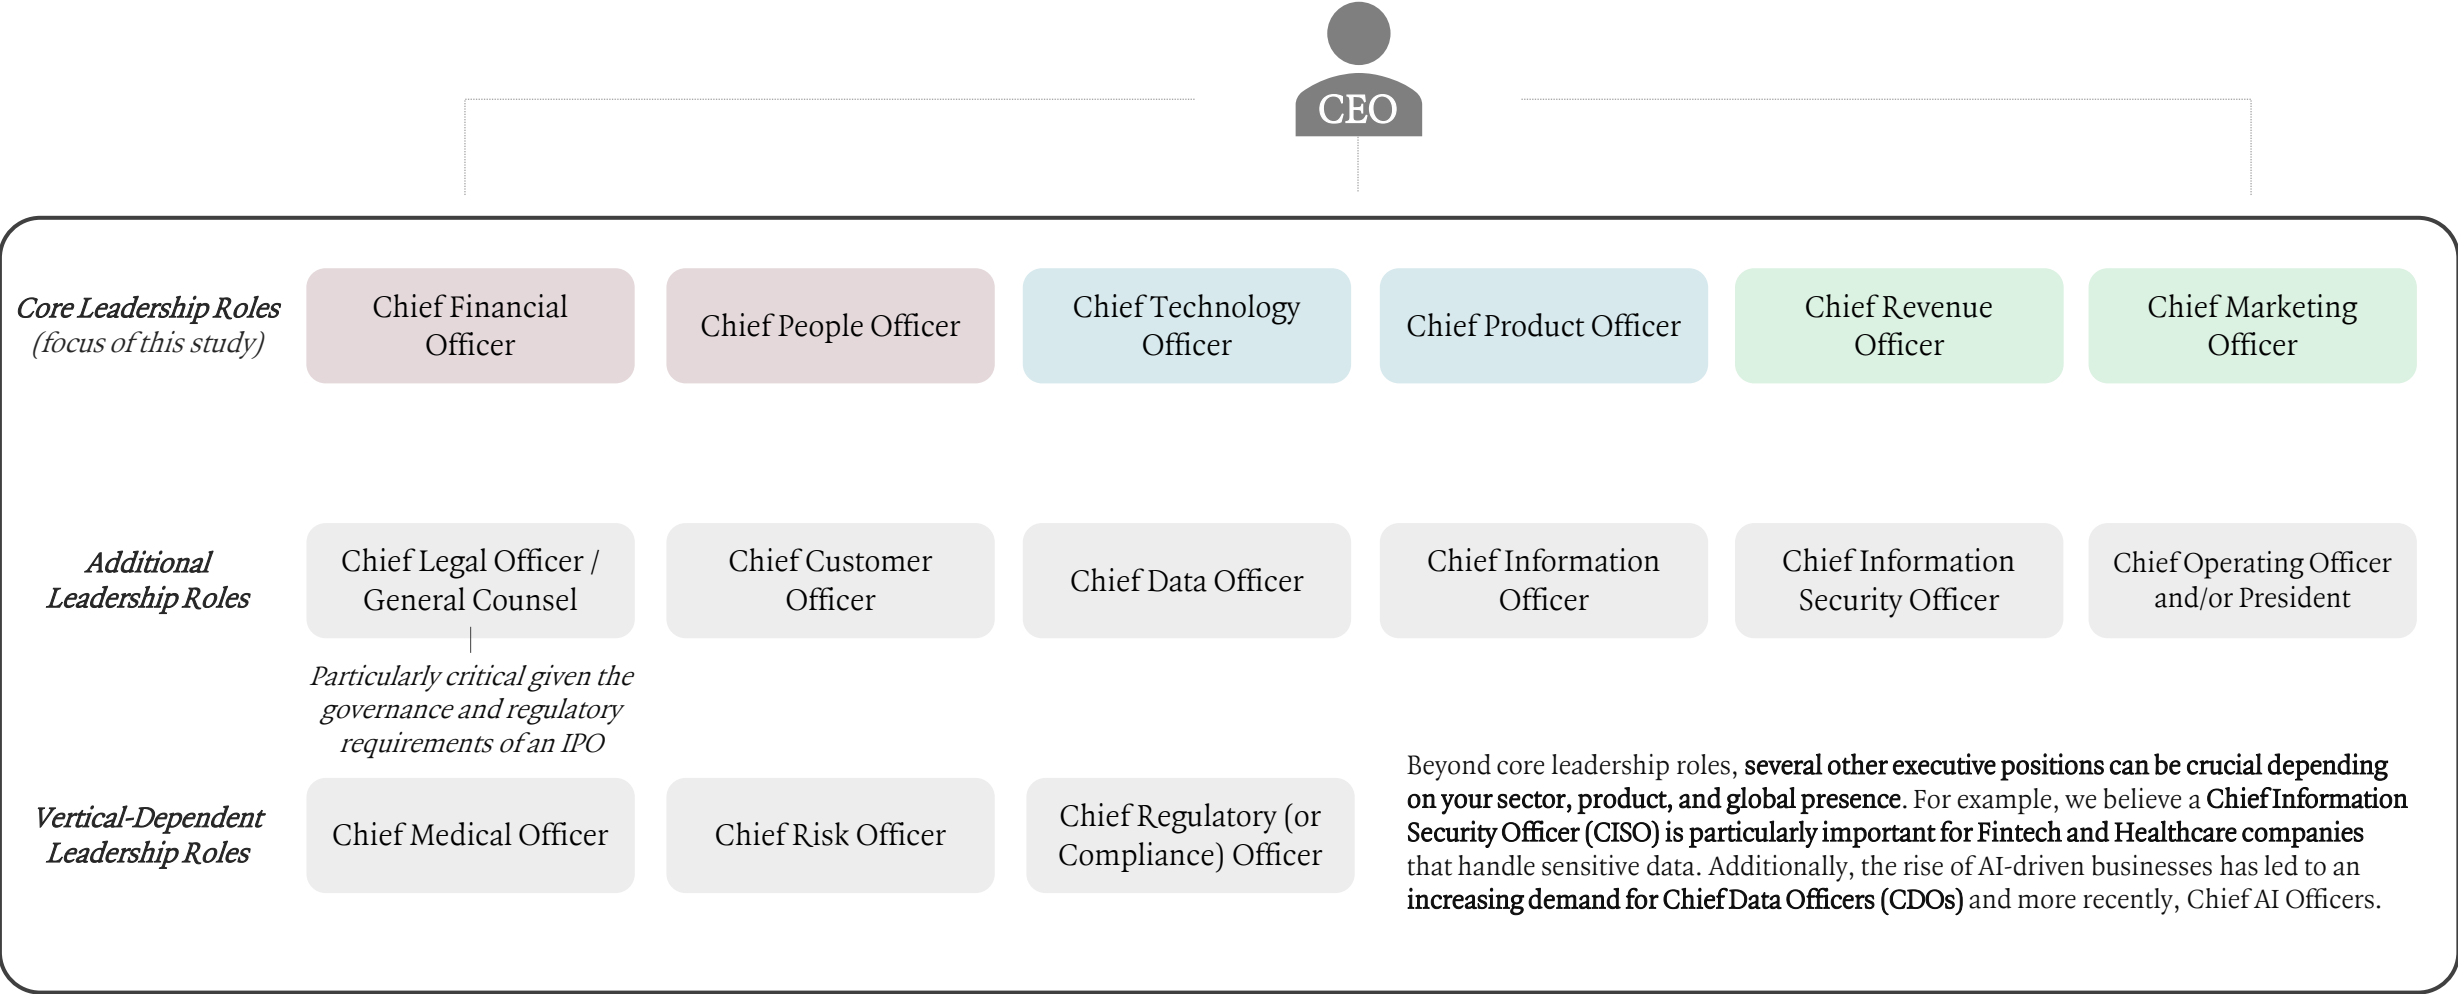 CEO
Core Leadership Roles
(focus of this study)
Chief Financial
Officer
Chief People Officer
Chief Technology
Officer
Chief Product Officer
Chief Revenue
Officer
Chief Marketing
Officer
Additional
Leadership Roles
Chief Legal Officer /
General Counsel
Chief Customer
Officer
Chief Data Officer
Chief Information
Officer
Chief Information
Security Officer
Chief Operating Officer
and/or President
Particularly critical given the
governance and regulatory
requirements of an IPO
Vertical-Dependent
Leadership Roles
Chief Medical Officer
Chief Risk Officer
Chief Regulatory (or
Compliance) Officer
Beyond core leadership roles, several other executive positions can be crucial depending
on your sector, product, and global presence. For example, we believe a Chief Information
Security Officer (CISO) is particularly important for Fintech and Healthcare companies
that handle sensitive data. Additionally, the rise of AI-driven businesses has led to an
increasing demand for Chief Data Officers (CDOs) and more recently, Chief AI Officers.